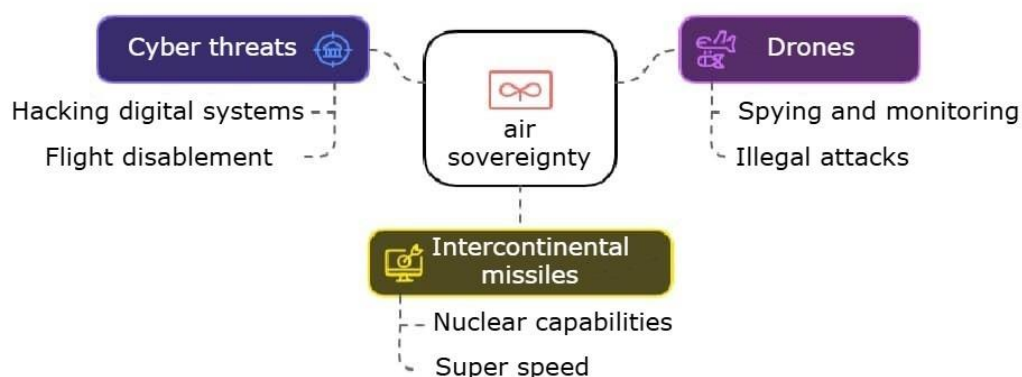 Cyber threats
Hacking digital systems
Flight disablement
air
sovereignty
Drones
Spying and monitoring
Illegal attacks
Intercontinental
missiles
Nuclear capabilities
Super speed